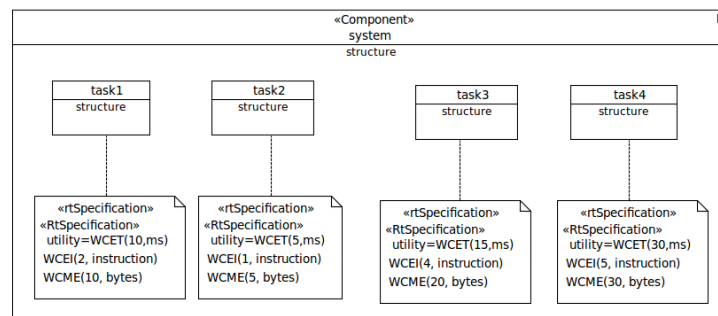 «Component»
system
structure
task1
structure
task2
structure
task3
structure
task4
structure
«rtSpecification»
«RtSpecification»
utility=WCET(10,ms)
WCEI(2, instruction)
WCME(10, bytes)
«rtSpecification»
«RtSpecification»
utility=WCET(5,ms)
WCEI(1, instruction)
WCME(5, bytes)
«rtSpecification»
«RtSpecification»
utility=WCET(15,ms)
WCEI(4, instruction)
WCME(20, bytes)
«rtSpecification»
«RtSpecification»
utility=WCET(30,ms)
WCEI(5, instruction)
WCME(30, bytes)